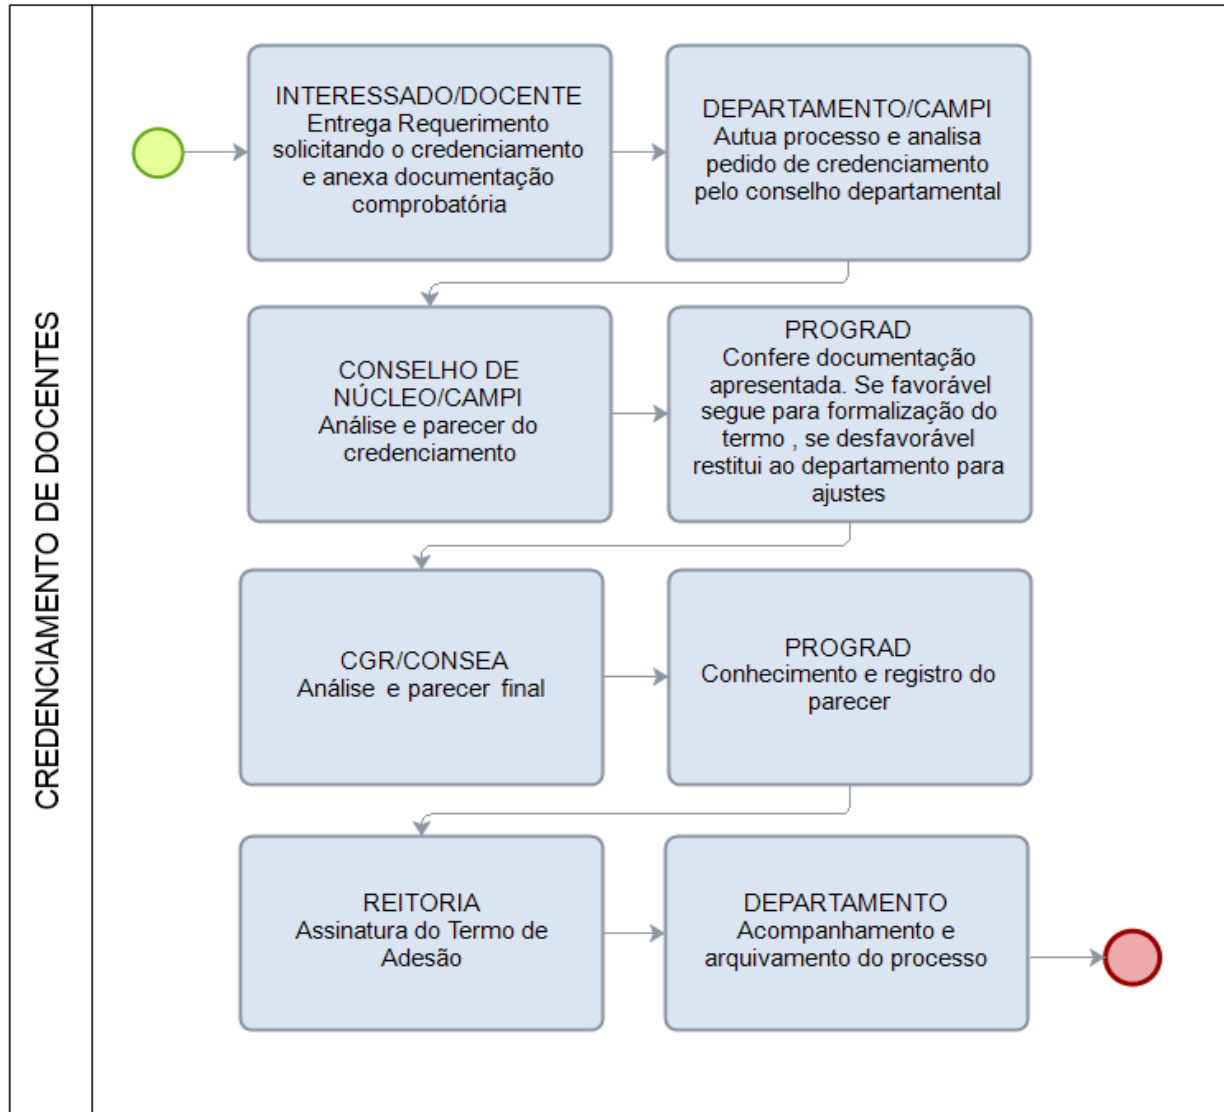 CREDENCIAMENTO DE DOCENTES
INTERESSADO/DOCENTE
Entrega Requerimento
solicitando o credenciamento
e anexa documentação
comprobatória
DEPARTAMENTO/CAMPI
Autua processo e analisa
pedido de credenciamento
pelo conselho departamental
CONSELHO DE
NÚCLEO/CAMPI
Análise e parecer do
credenciamento
PROGRAD
Confere documentação
apresentada. Se favorável
segue para formalização do
termo , se desfavorável
restitui ao departamento para
ajustes
CGR/CONSEA
Análise e parecer final
PROGRAD
Conhecimento e registro do
parecer
REITORIA
Assinatura do Termo de
Adesão
DEPARTAMENTO
Acompanhamento e
arquivamento do processo